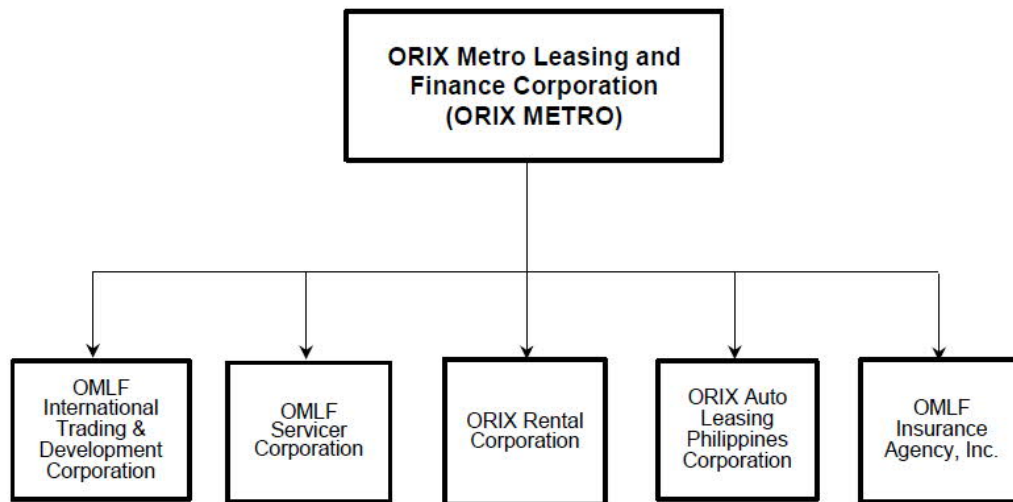 ORIX Metro Leasing and
Finance Corporation
(ORIX METRO)
OMLF
International
Trading &
Development
Corporation
OMLF
Servicer
Corporation
ORIX Rental
Corporation
ORIX Auto
Leasing
Philippines
Corporation
OMLF
Insurance
Agency, Inc.